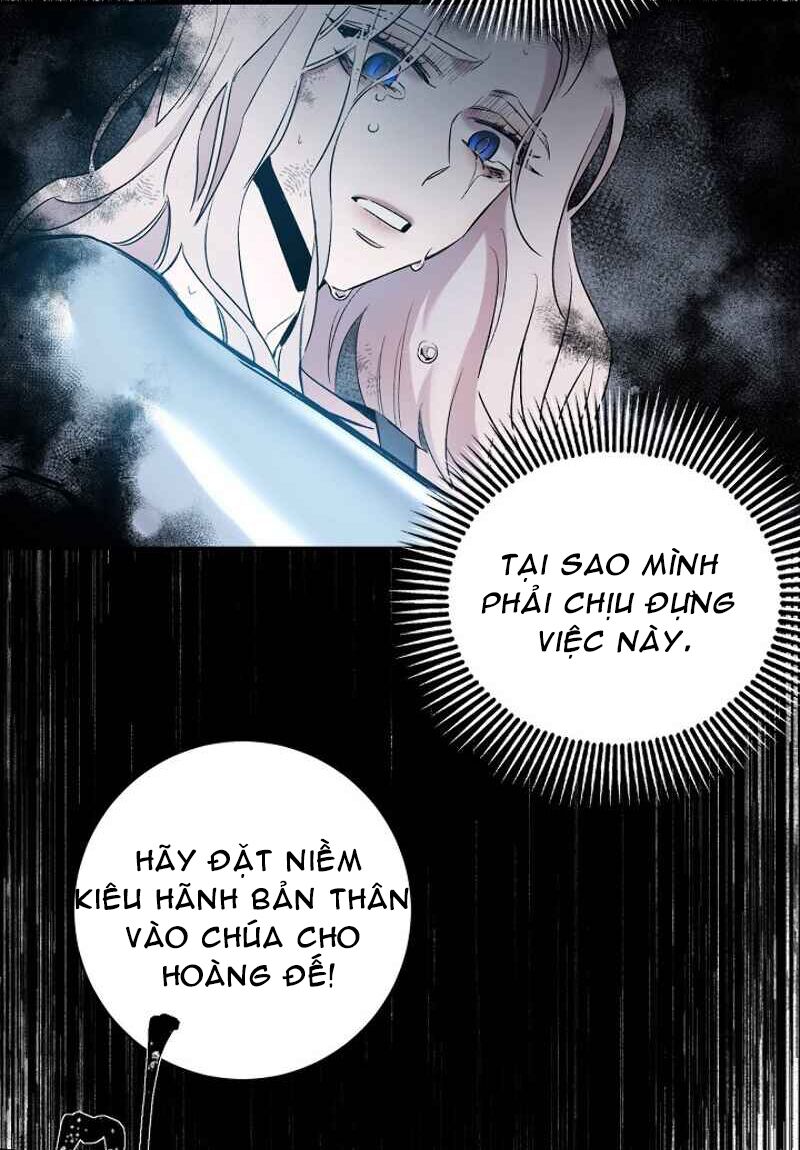 TẠI SAO MÌNH
PHẢI CHỊU ĐỰNG
VIỆC NÀY.
HÃY ĐẶT NIỀM
KIÊU HÃNH BẢN THÂN
VÀO CHÚA CHO
HOÀNG ĐẾ!